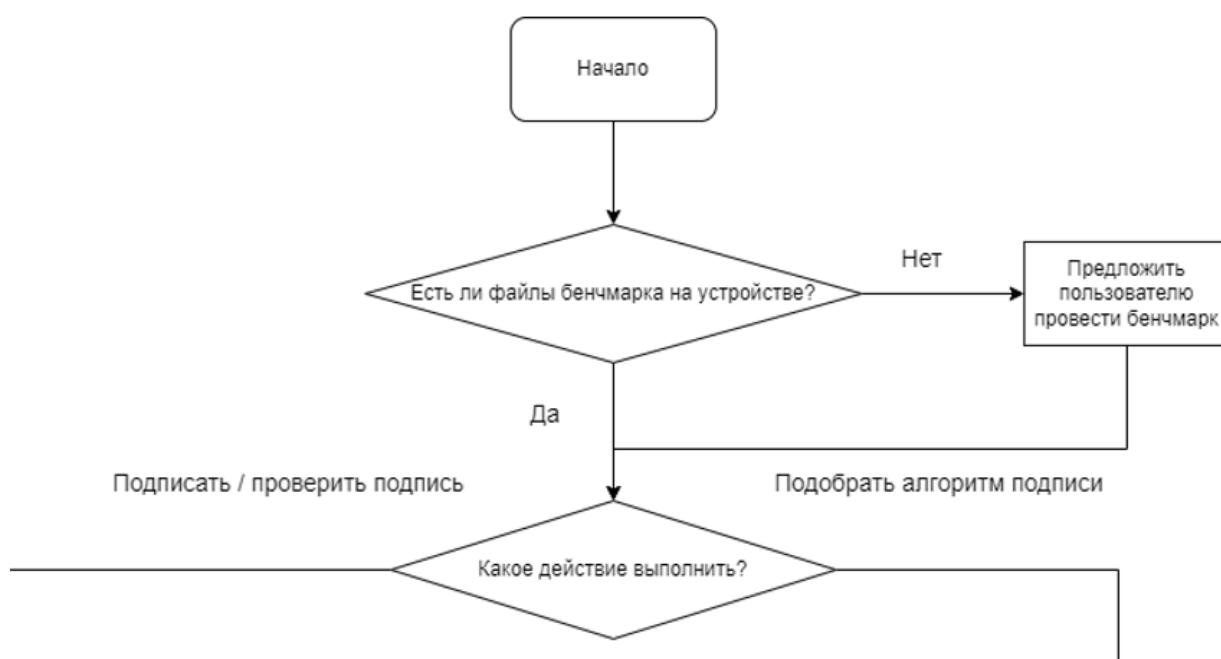 Начало
Есть ли файлы бенчмарка на устройстве?
Нет
Предложить
пользователю
провести бенчмарк
Да
Подписать / проверить подпись
Подобрать алгоритм подписи
Какое действие выполнить?